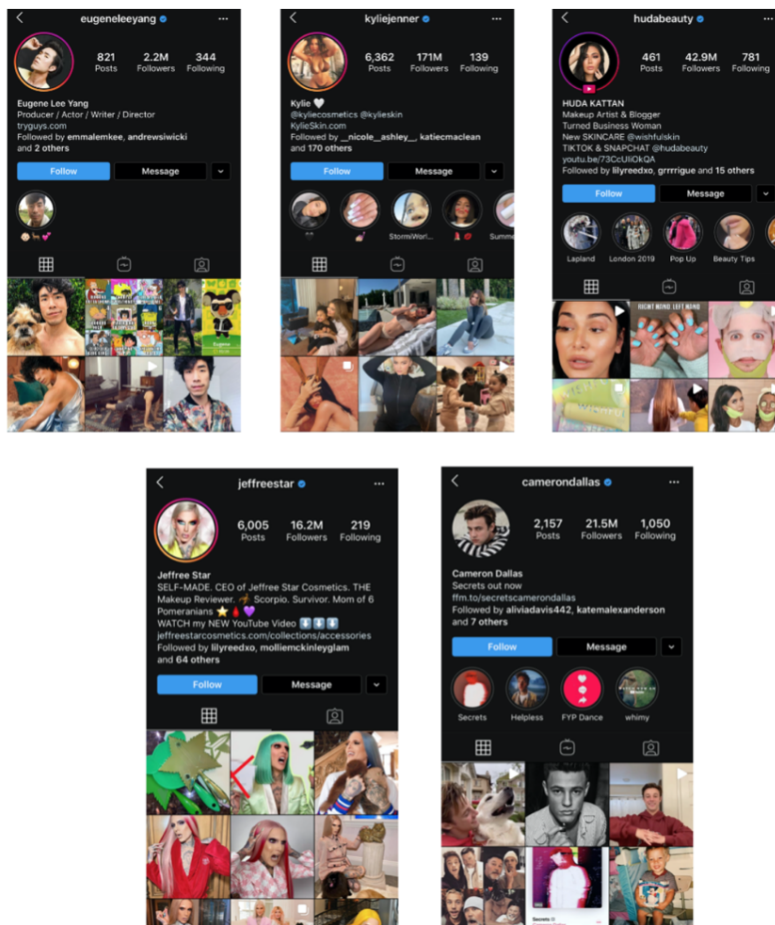 eugeneleeyang
821 2.2M 344
Posts Followers Following
Eugene Lee Yang
Producer / Actor / Writer / Director
tryguys.com
Followed by emmalemkee, andrewsiwicki
and 2 others
Follow Message
kyliejenner
6,362 171M 139
Posts Followers Following
Kylie 🤍
@kyliecosmetics @kylieskin
KylieSkin.com
Followed by __nicole__ashley__, katiecmaclean
and 170 others
Follow Message
StormiWorl... Summe
hudabeauty
461 42.9M 781
Posts Followers Following
HUDA KATTAN
Makeup Artist & Blogger
Turned Business Woman
New SKINCARE @wishfulskin
TIKTOK & SNAPCHAT @hudabeauty
youtu.be/73CcUliOkQA
Followed by lilyreedxo, grrrrigue and 15 others
Follow Message
Lapland London 2019 Pop Up Beauty Tips
RIGHT HAND LEFT HAND
jeffreestar
6,005 16.2M 219
Posts Followers Following
Jeffree Star
SELF-MADE. CEO of Jeffree Star Cosmetics. THE
Makeup Reviewer. 🦂 Scorpio. Survivor. Mom of 6
Pomeranians ⭐🩸💜
WATCH my NEW YouTube Video ⬇️⬇️⬇️
jeffreestarcosmetics.com/collections/accessories
Followed by lilyreedxo, molliemckinleyglam
and 64 others
Follow Message
camerondallas
2,157 21.5M 1,050
Posts Followers Following
Cameron Dallas
Secrets out now
ffm.to/secretscamerondallas
Followed by aliviadavis442, katemalexanderson
and 7 others
Follow Message
Secrets Helpless FYP Dance whimy
Secrets